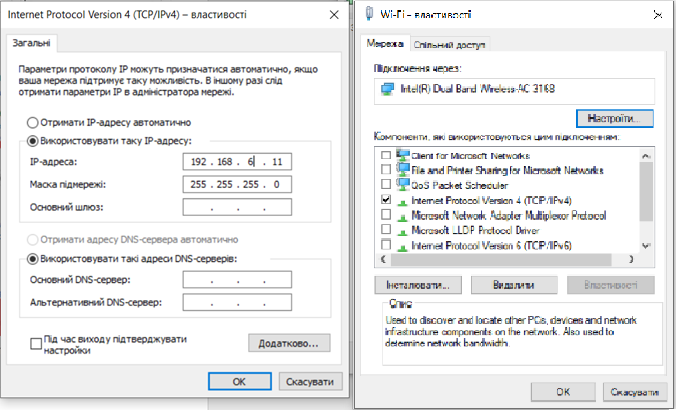 Internet Protocol Version 4 (TCP/IPv4) – властивості
Загальні
Параметри протоколу IP можуть призначатися автоматично, якщо
ваша мережа підтримує таку можливість. В іншому разі слід
отримати параметри IP в адміністратора мережі.
Отримати IP-адресу автоматично
Використовувати таку IP-адресу:
IP-адреса:
192 . 168 . 6 . 11
Маска підмережі:
255 . 255 . 255 . 0
Основний шлюз:
. . .
Отримати адресу DNS-сервера автоматично
Використовувати такі адреси DNS-серверів:
Основний DNS-сервер:
. . .
Альтернативний DNS-сервер:
. . .
Під час виходу підтверджувати
настройки
Додатково...
OK
Скасувати
Wi-Fi – властивості
Мережа
Спільний доступ
Підключення через:
Intel(R) Dual Band Wireless-AC 3168
Настроїти...
Компоненти, які використовуються цим підключенням:
Client for Microsoft Networks
File and Printer Sharing for Microsoft Networks
QoS Packet Scheduler
Internet Protocol Version 4 (TCP/IPv4)
Microsoft Network Adapter Multiplexor Protocol
Microsoft LLDP Protocol Driver
Internet Protocol Version 6 (TCP/IPv6)
Інсталювати...
Видалити
Властивості
Опис
Used to discover and locate other PCs, devices and network
infrastructure components on the network. Also used to
determine network bandwidth.
OK
Скасувати